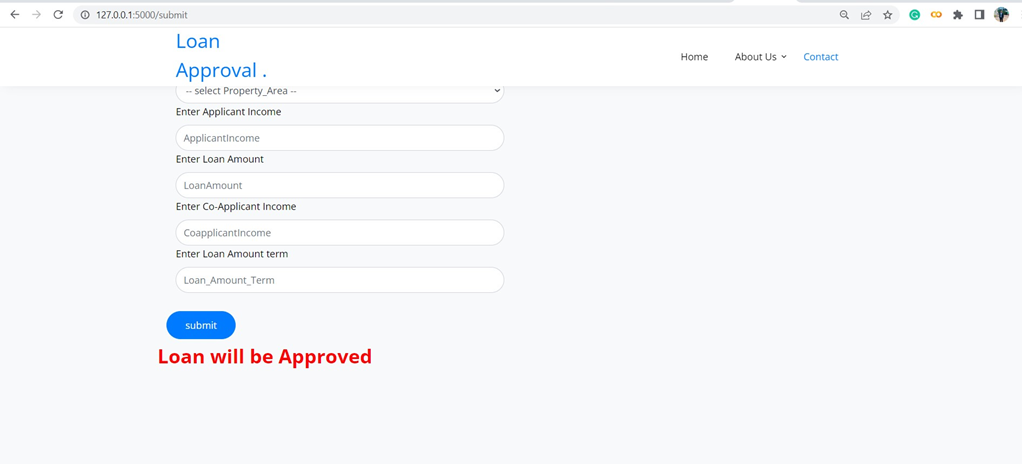 127.0.0.1:5000/submit
Loan
Approval .
Home About Us Contact
-- select Property_Area --
Enter Applicant Income
ApplicantIncome
Enter Loan Amount
LoanAmount
Enter Co-Applicant Income
CoapplicantIncome
Enter Loan Amount term
Loan_Amount_Term
submit
Loan will be Approved